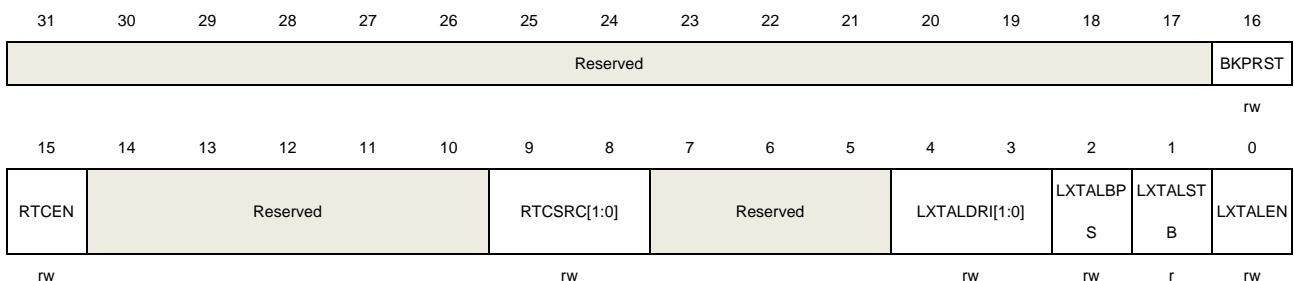 31 30 29 28 27 26 25 24 23 22 21 20 19 18 17 16
Reserved BKPRST
rw
15 14 13 12 11 10 9 8 7 6 5 4 3 2 1 0
RTCEN Reserved RTCSRC[1:0] Reserved LXTALDRI[1:0] LXTALBP LXTALST LXTALEN
S B
rw rw rw rw r rw